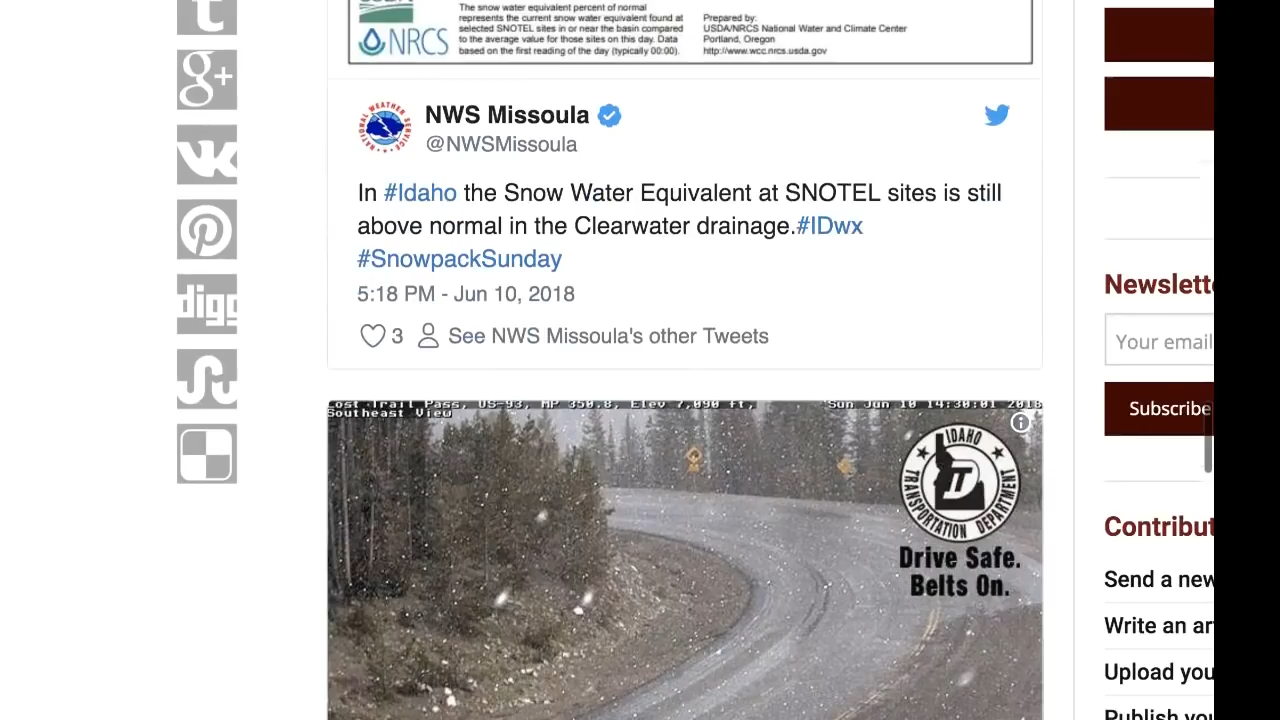 The snow water equivalent percent of normal
represents the current snow water equivalent found at
selected SNOTEL sites in or near the basin compared
to the average value for those sites on this day. Data
based on the first reading of the day (typically 00:00).
Prepared by:
USDA/NRCS National Water and Climate Center
Portland, Oregon
http://www.wcc.nrcs.usda.gov
NRCS
t
g+
VK
digg
NWS Missoula
@NWSMissoula
NATIONAL WEATHER SERVICE
In #Idaho the Snow Water Equivalent at SNOTEL sites is still
above normal in the Clearwater drainage.#IDwx
#SnowpackSunday
5:18 PM - Jun 10, 2018
3 See NWS Missoula's other Tweets
Lost Trail Pass, US-93, MP 350.8, Elev 7,090 ft, Sun Jun 10 14:30:01 2018
Southeast View
IDAHO
TRANSPORTATION DEPARTMENT
Drive Safe.
Belts On.
Newslett
Your email
Subscribe
Contribut
Send a new
Write an ar
Upload you
Publish you